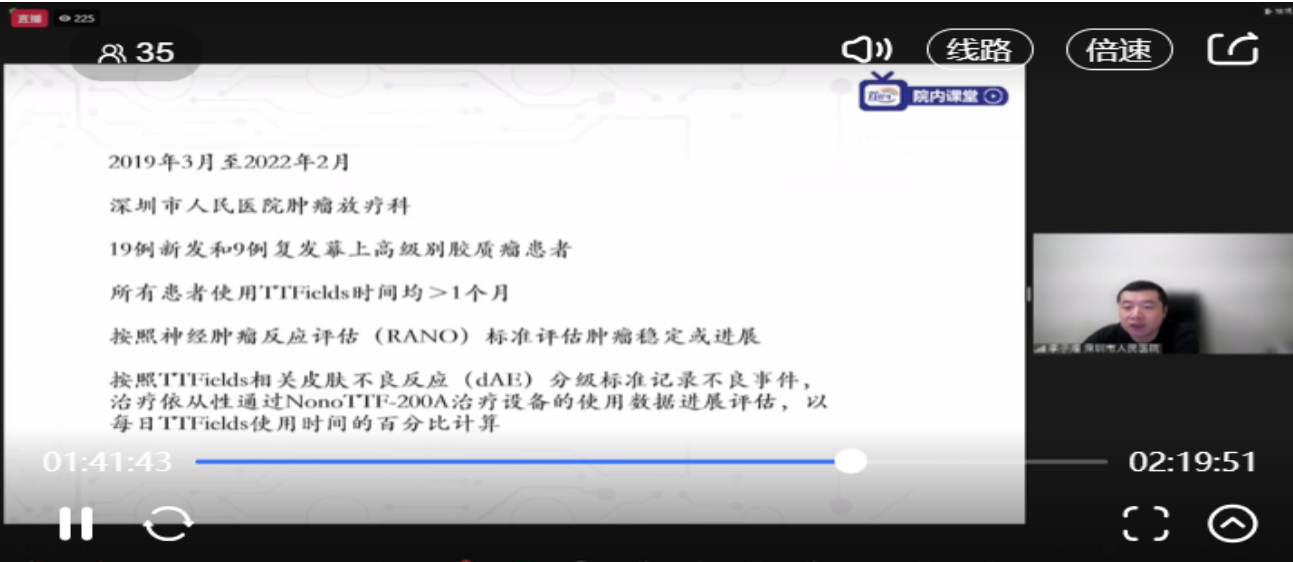 直播 225
35
线路 倍速
院内课堂
2019年3月至2022年2月
深圳市人民医院肿瘤放疗科
19例新发和9例复发幕上高级别胶质瘤患者
所有患者使用TTFields时间均＞1个月
按照神经肿瘤反应评估（RANO）标准评估肿瘤稳定或进展
按照TTFields相关皮肤不良反应（dAE）分级标准记录不良事件，
治疗依从性通过NonoTTF-200A治疗设备的使用数据进展评估，以
每日TTFields使用时间的百分比计算
深圳市人民医院
01:41:43 02:19:51